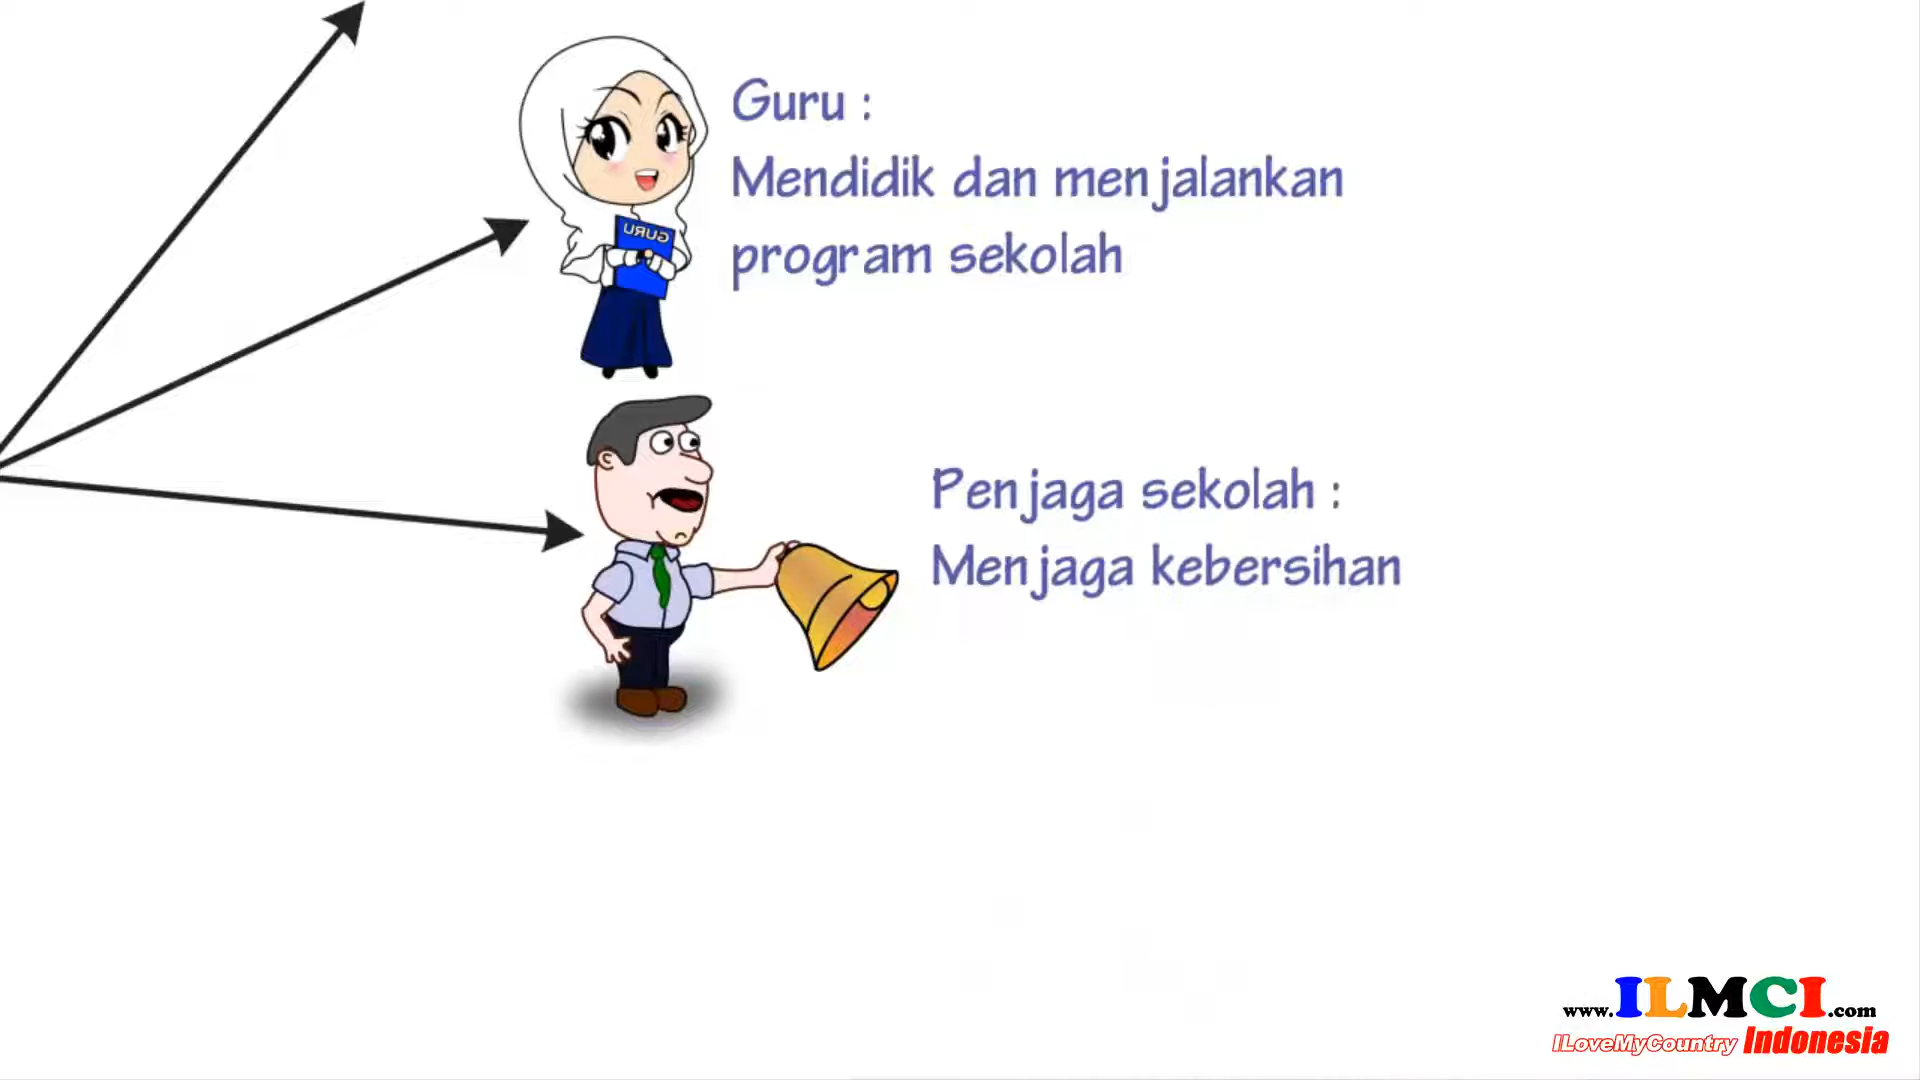 Guru :
Mendidik dan menjalankan
program sekolah
GURU
Penjaga sekolah :
Menjaga kebersihan
www.ILMCI.com
ILoveMyCountry Indonesia